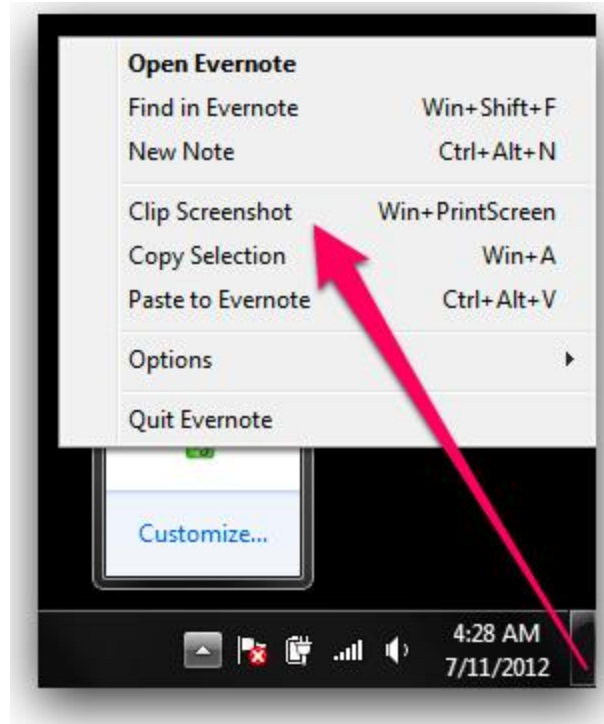 Open Evernote
Find in Evernote Win+Shift+F
New Note Ctrl+Alt+N
Clip Screenshot Win+PrintScreen
Copy Selection Win+A
Paste to Evernote Ctrl+Alt+V
Options
Quit Evernote
Customize...
4:28 AM
7/11/2012